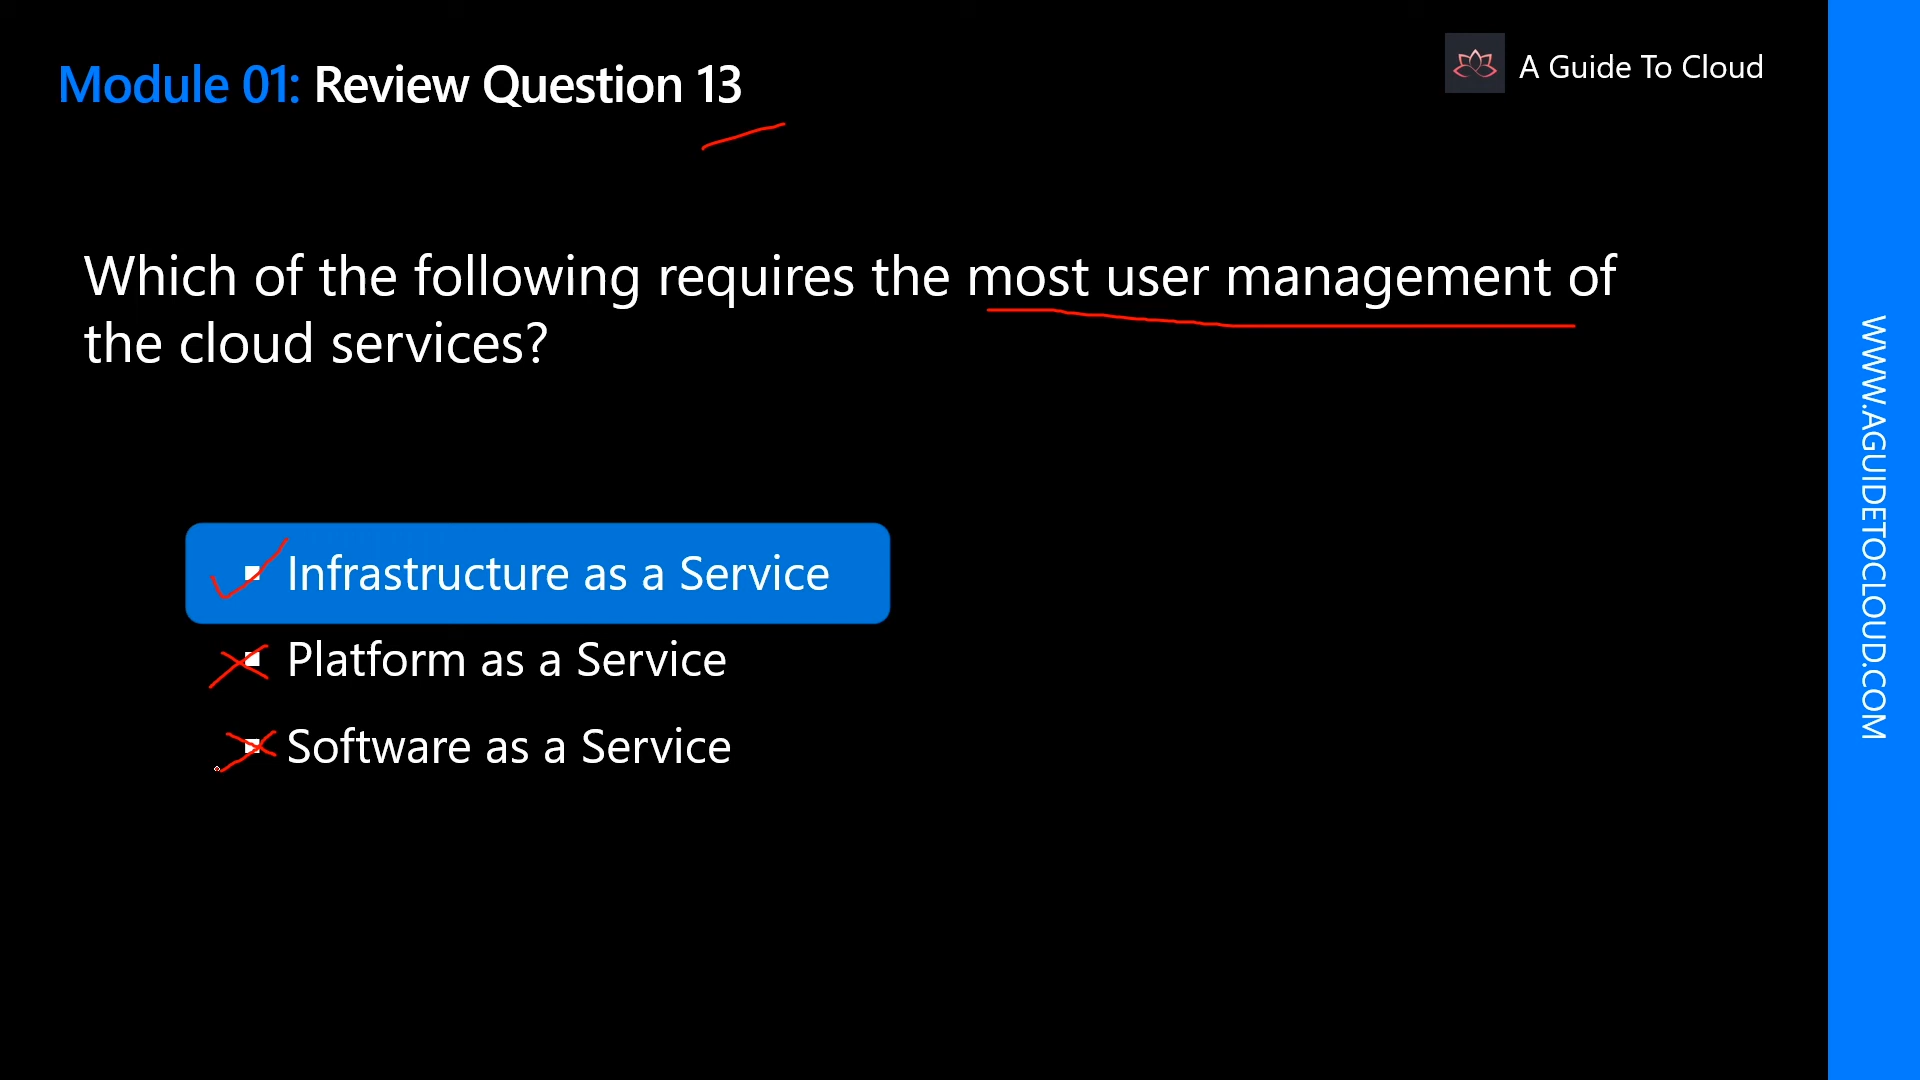 Module 01: Review Question 13
A Guide To Cloud
Which of the following requires the most user management of
the cloud services?
Infrastructure as a Service
Platform as a Service
Software as a Service
WWW.AGUIDETOCLOUD.COM